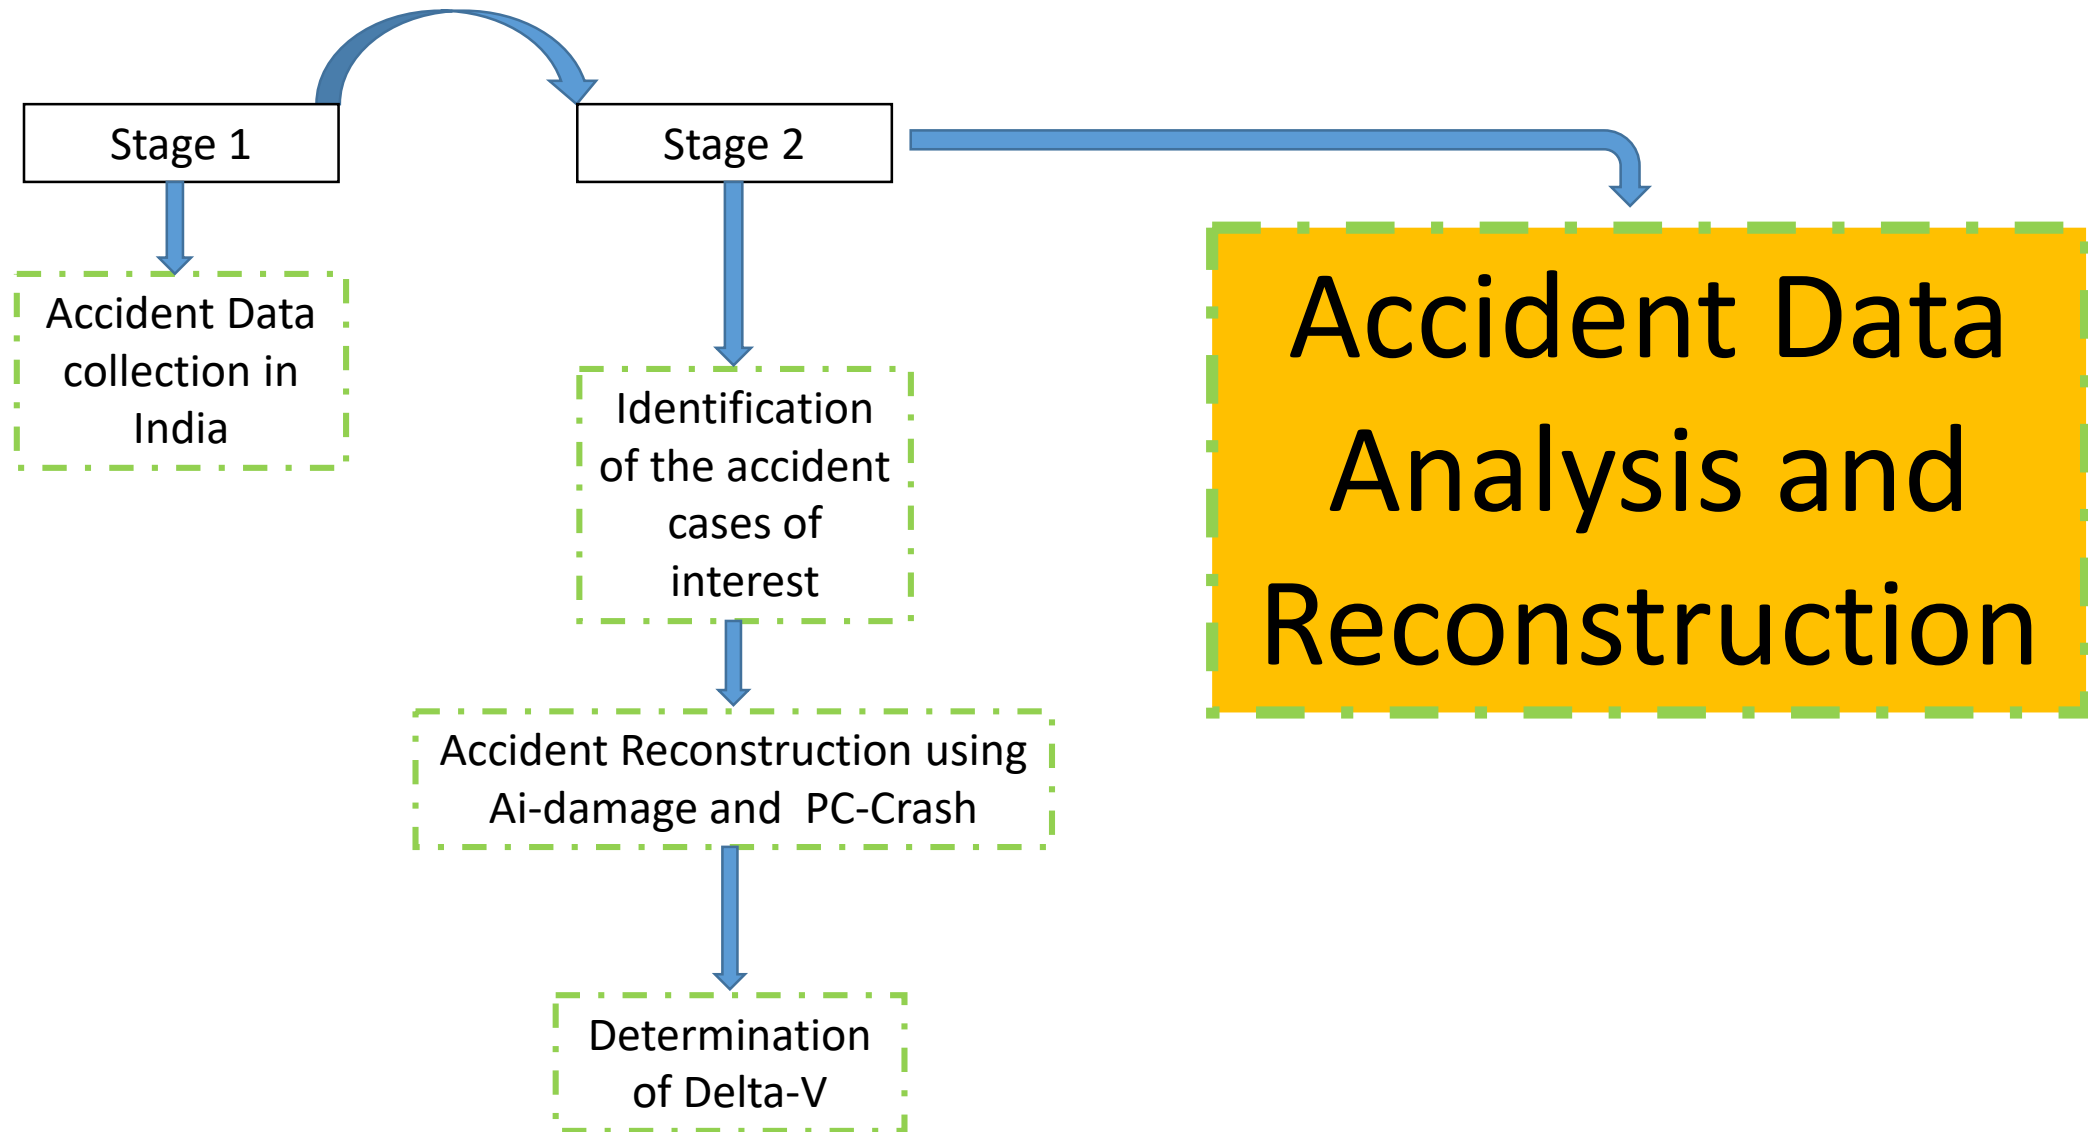 Stage 1
Stage 2
Accident Data
collection in
India
Identification
of the accident
cases of
interest
Accident Reconstruction using
Ai-damage and  PC-Crash
Determination
of Delta-V
Accident Data
Analysis and
Reconstruction